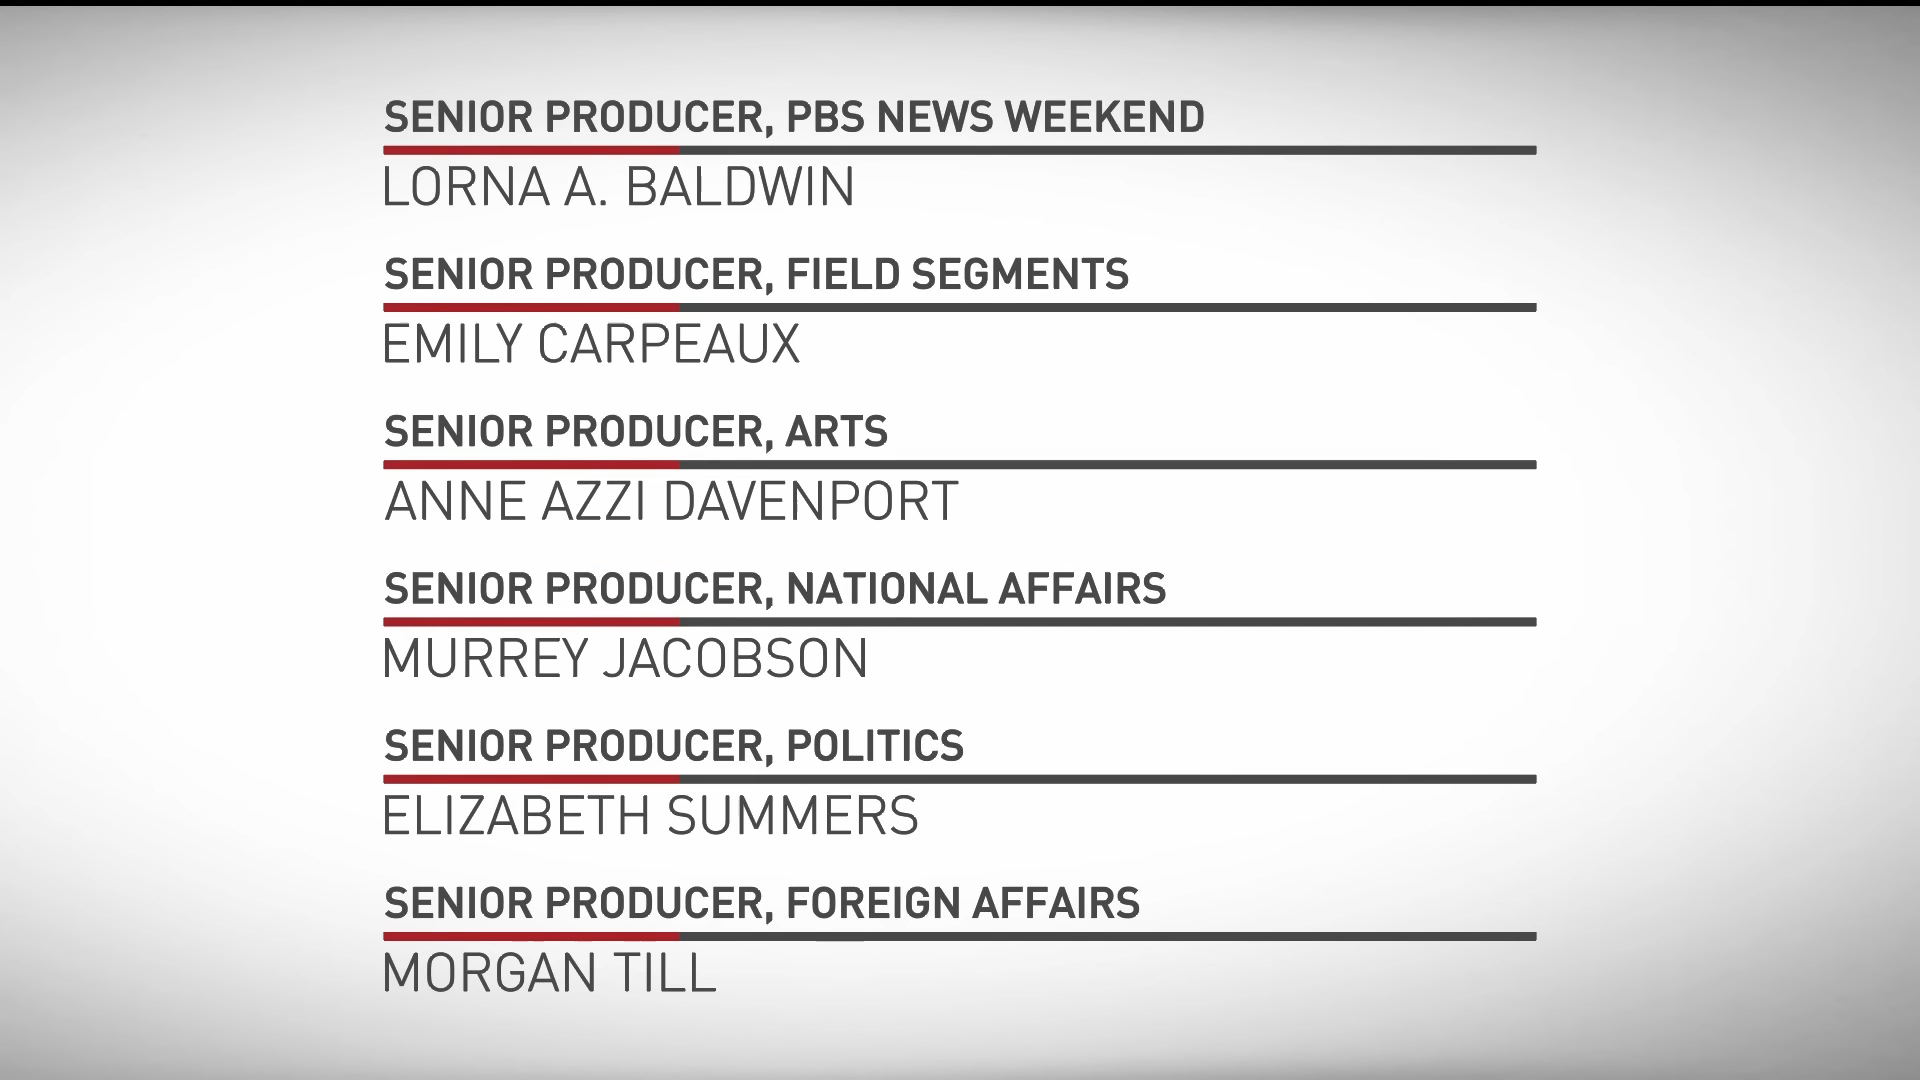 SENIOR PRODUCER, PBS NEWS WEEKEND
LORNA A. BALDWIN
SENIOR PRODUCER, FIELD SEGMENTS
EMILY CARPEAUX
SENIOR PRODUCER, ARTS
ANNE AZZI DAVENPORT
SENIOR PRODUCER, NATIONAL AFFAIRS
MURREY JACOBSON
SENIOR PRODUCER, POLITICS
ELIZABETH SUMMERS
SENIOR PRODUCER, FOREIGN AFFAIRS
MORGAN TILL